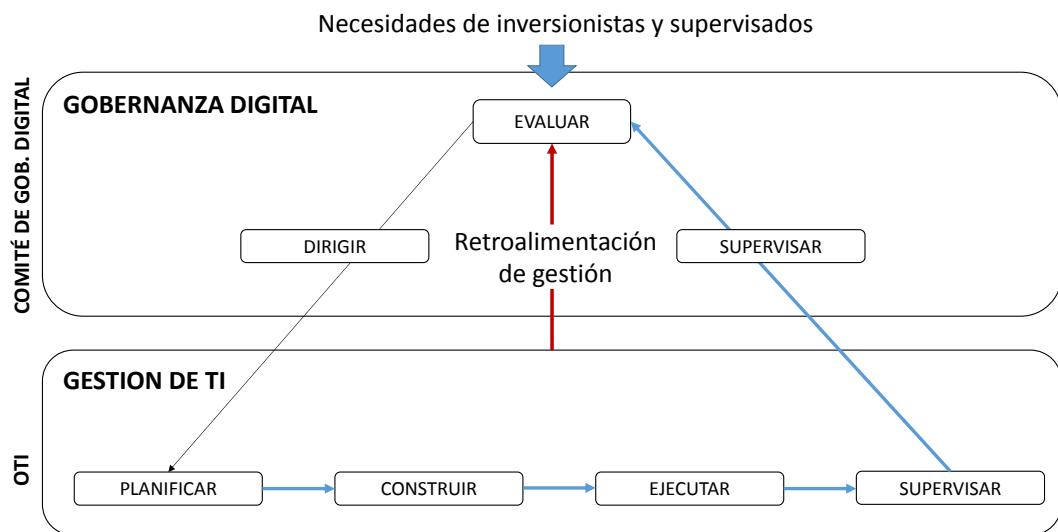 Necesidades de inversionistas y supervisados
COMITÉ DE GOB. DIGITAL
GOBERNANZA DIGITAL
EVALUAR
DIRIGIR
Retroalimentación
de gestión
SUPERVISAR
OTI
GESTION DE TI
PLANIFICAR
CONSTRUIR
EJECUTAR
SUPERVISAR